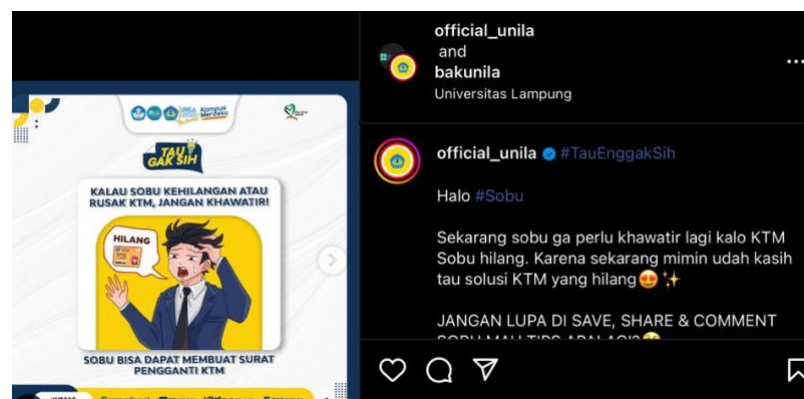 official_unila
and
bakunila
Universitas Lampung
Kampus
Merdeka
TAU
GAK SIH
KALAU SOBU KEHILANGAN ATAU
RUSAK KTM, JANGAN KHAWATIR!
HILANG
SOBU BISA DAPAT MEMBUAT SURAT
PENGGANTI KTM
official_unila #TauEnggakSih
Halo #Sobu
Sekarang sobu ga perlu khawatir lagi kalo KTM
Sobu hilang. Karena sekarang mimin udah kasih
tau solusi KTM yang hilang😍✨
JANGAN LUPA DI SAVE, SHARE & COMMENT